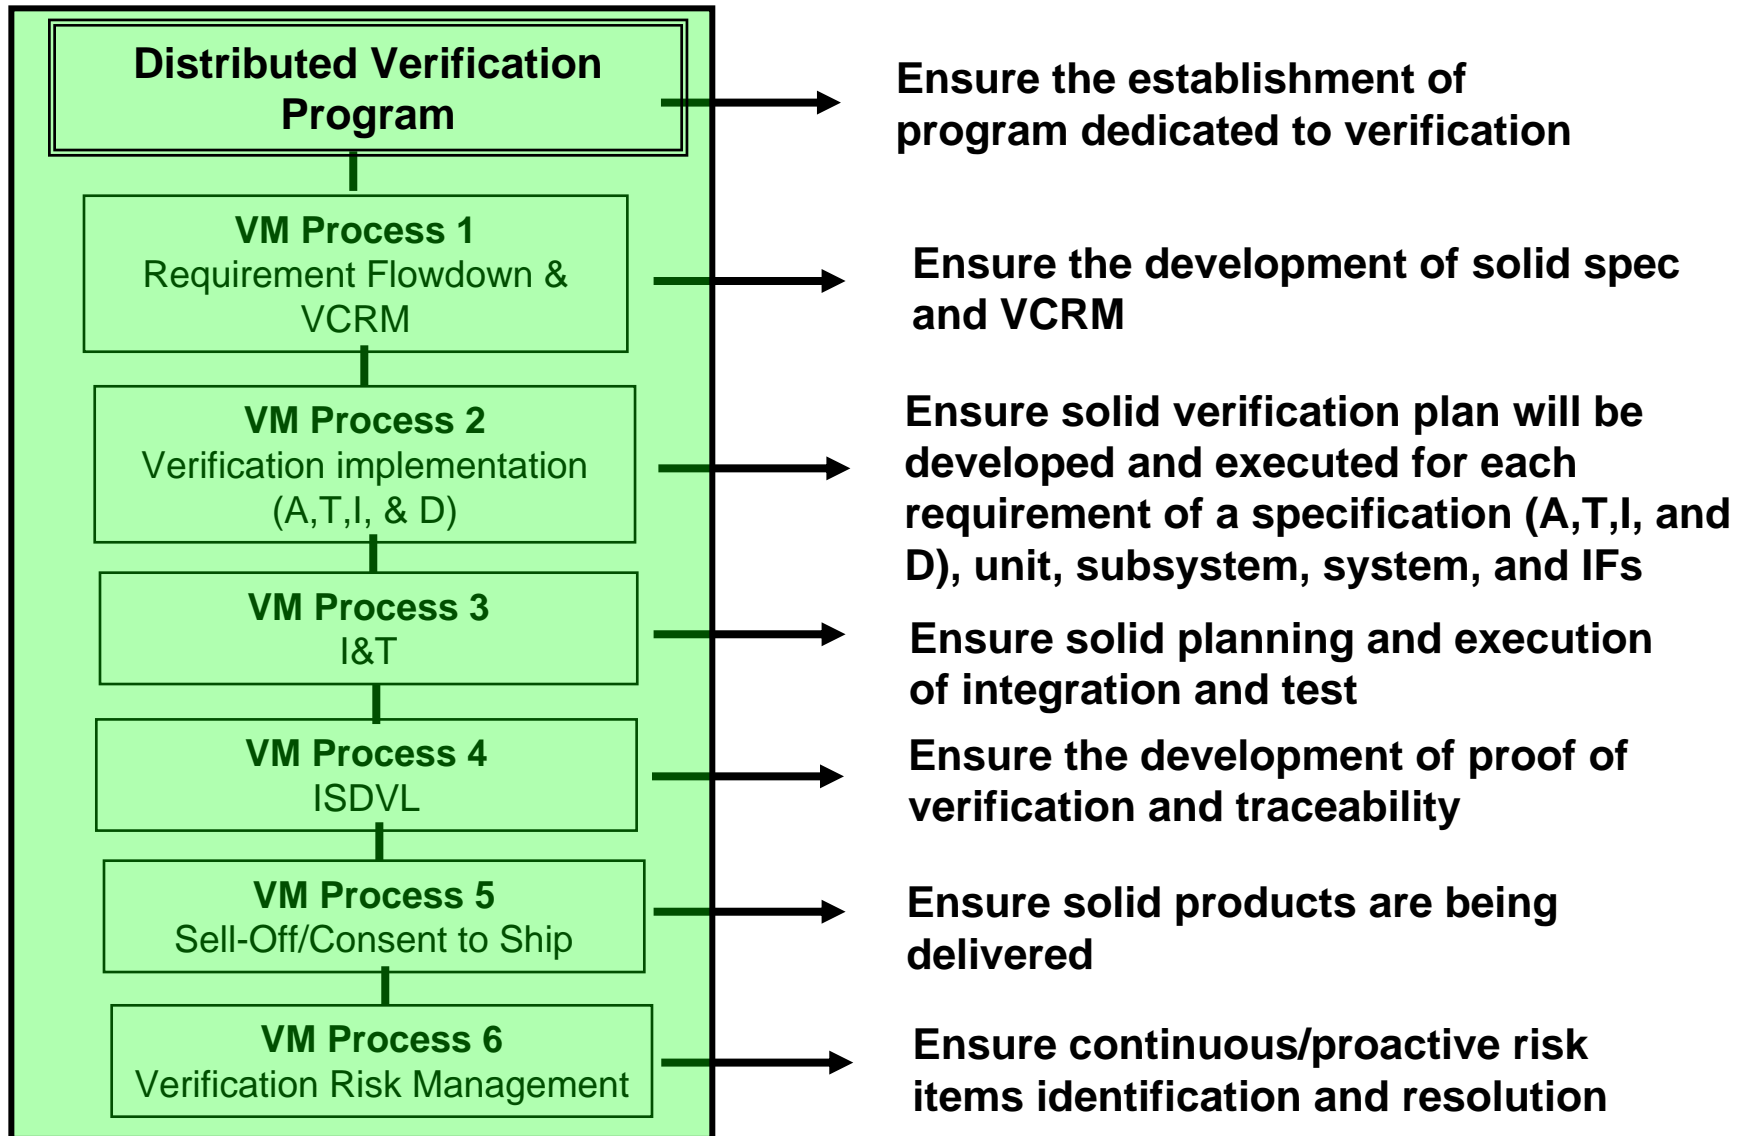 Distributed Verification
Program
Ensure the establishment of
program dedicated to verification
VM Process 1
Requirement Flowdown &
VCRM
Ensure the development of solid spec
and VCRM
VM Process 2
Verification implementation
(A,T,I, & D)
Ensure solid verification plan will be
developed and executed for each
requirement of a specification (A,T,I, and
D), unit, subsystem, system, and IFs
VM Process 3
I&T
Ensure solid planning and execution
of integration and test
VM Process 4
ISDVL
Ensure the development of proof of
verification and traceability
VM Process 5
Sell-Off/Consent to Ship
Ensure solid products are being
delivered
VM Process 6
Verification Risk Management
Ensure continuous/proactive risk
items identification and resolution